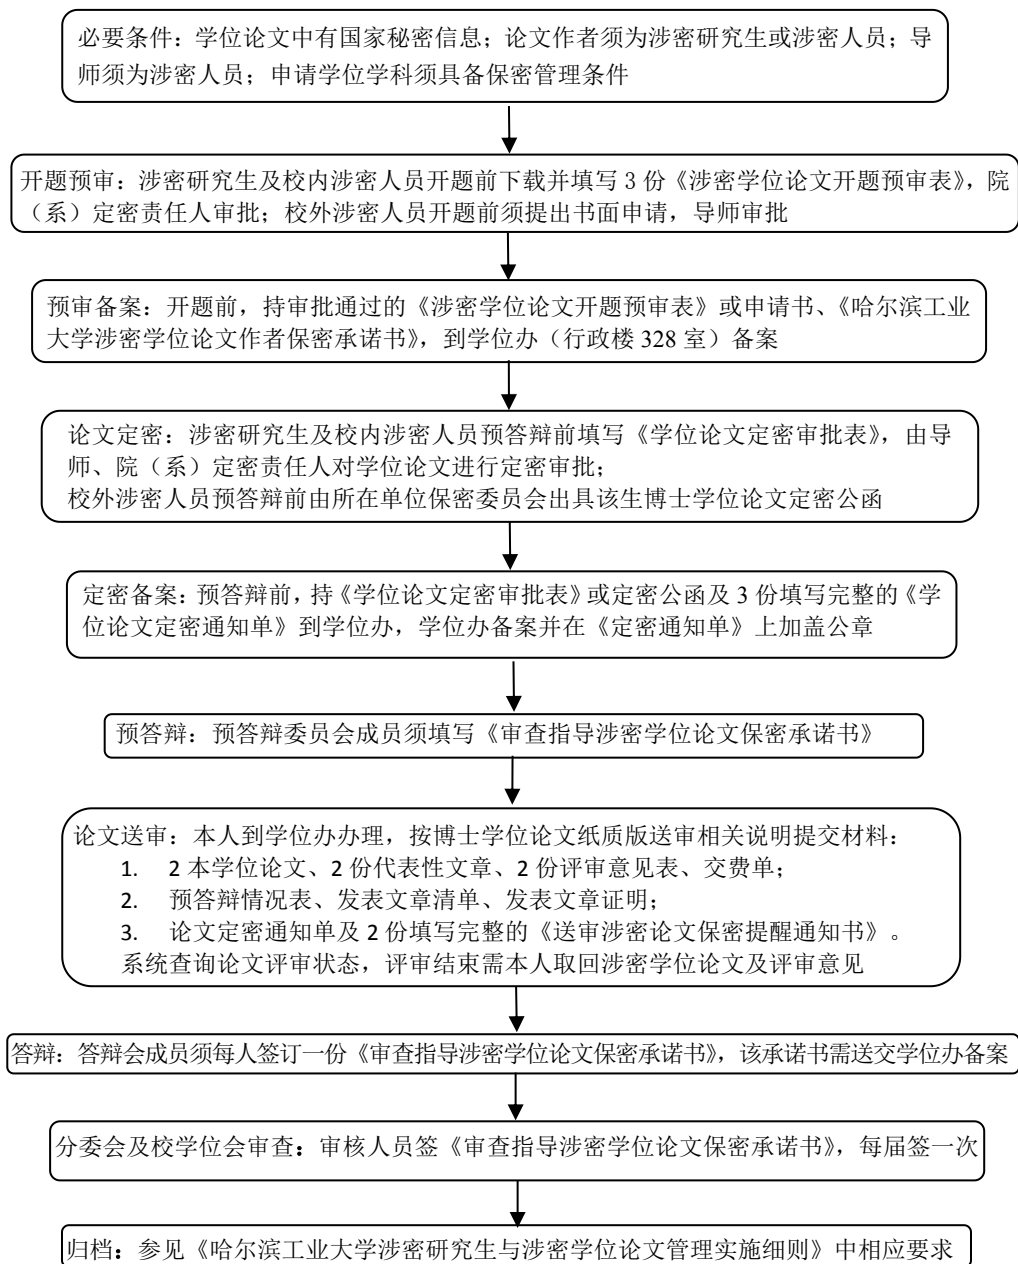 必要条件：学位论文中有国家秘密信息；论文作者须为涉密研究生或涉密人员；导
师须为涉密人员；申请学位学科须具备保密管理条件
开题预审：涉密研究生及校内涉密人员开题前下载并填写 3 份《涉密学位论文开题预审表》，院
（系）定密责任人审批；校外涉密人员开题前须提出书面申请，导师审批
预审备案：开题前，持审批通过的《涉密学位论文开题预审表》或申请书、《哈尔滨工业
大学涉密学位论文作者保密承诺书》，到学位办（行政楼 328 室）备案
论文定密：涉密研究生及校内涉密人员预答辩前填写《学位论文定密审批表》，由导
师、院（系）定密责任人对学位论文进行定密审批；
校外涉密人员预答辩前由所在单位保密委员会出具该生博士学位论文定密公函
定密备案：预答辩前，持《学位论文定密审批表》或定密公函及 3 份填写完整的《学
位论文定密通知单》到学位办，学位办备案并在《定密通知单》上加盖公章
预答辩：预答辩委员会成员须填写《审查指导涉密学位论文保密承诺书》
论文送审：本人到学位办办理，按博士学位论文纸质版送审相关说明提交材料：
1. 2 本学位论文、2 份代表性文章、2 份评审意见表、交费单；
2. 预答辩情况表、发表文章清单、发表文章证明；
3. 论文定密通知单及 2 份填写完整的《送审涉密论文保密提醒通知书》。
系统查询论文评审状态，评审结束需本人取回涉密学位论文及评审意见
答辩：答辩会成员须每人签订一份《审查指导涉密学位论文保密承诺书》，该承诺书需送交学位办备案
分委会及校学位会审查：审核人员签《审查指导涉密学位论文保密承诺书》，每届签一次
归档：参见《哈尔滨工业大学涉密研究生与涉密学位论文管理实施细则》中相应要求